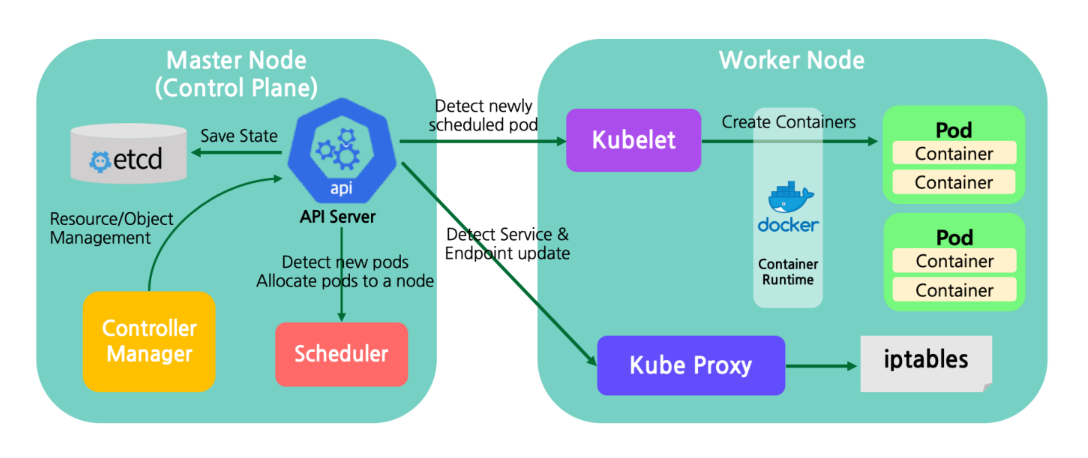 Master Node
(Control Plane)
etcd
Save State
api
API Server
Resource/Object
Management
Detect new pods
Allocate pods to a node
Controller
Manager
Scheduler
Detect newly
scheduled pod
Detect Service &
Endpoint update
Worker Node
Kubelet
Create Containers
docker
Container
Runtime
Pod
Container
Container
Pod
Container
Container
Kube Proxy
iptables